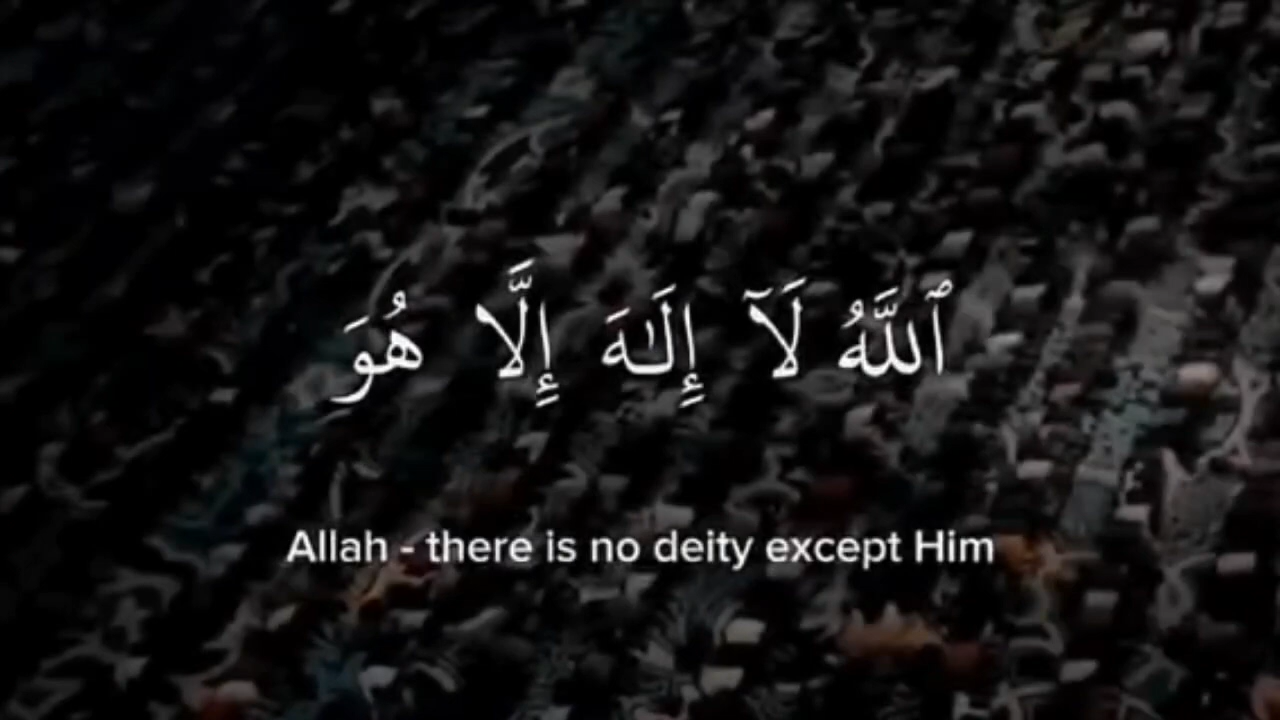 ٱللَّهُ لَآ إِلَـٰهَ إِلَّا هُوَ
Allah - there is no deity except Him